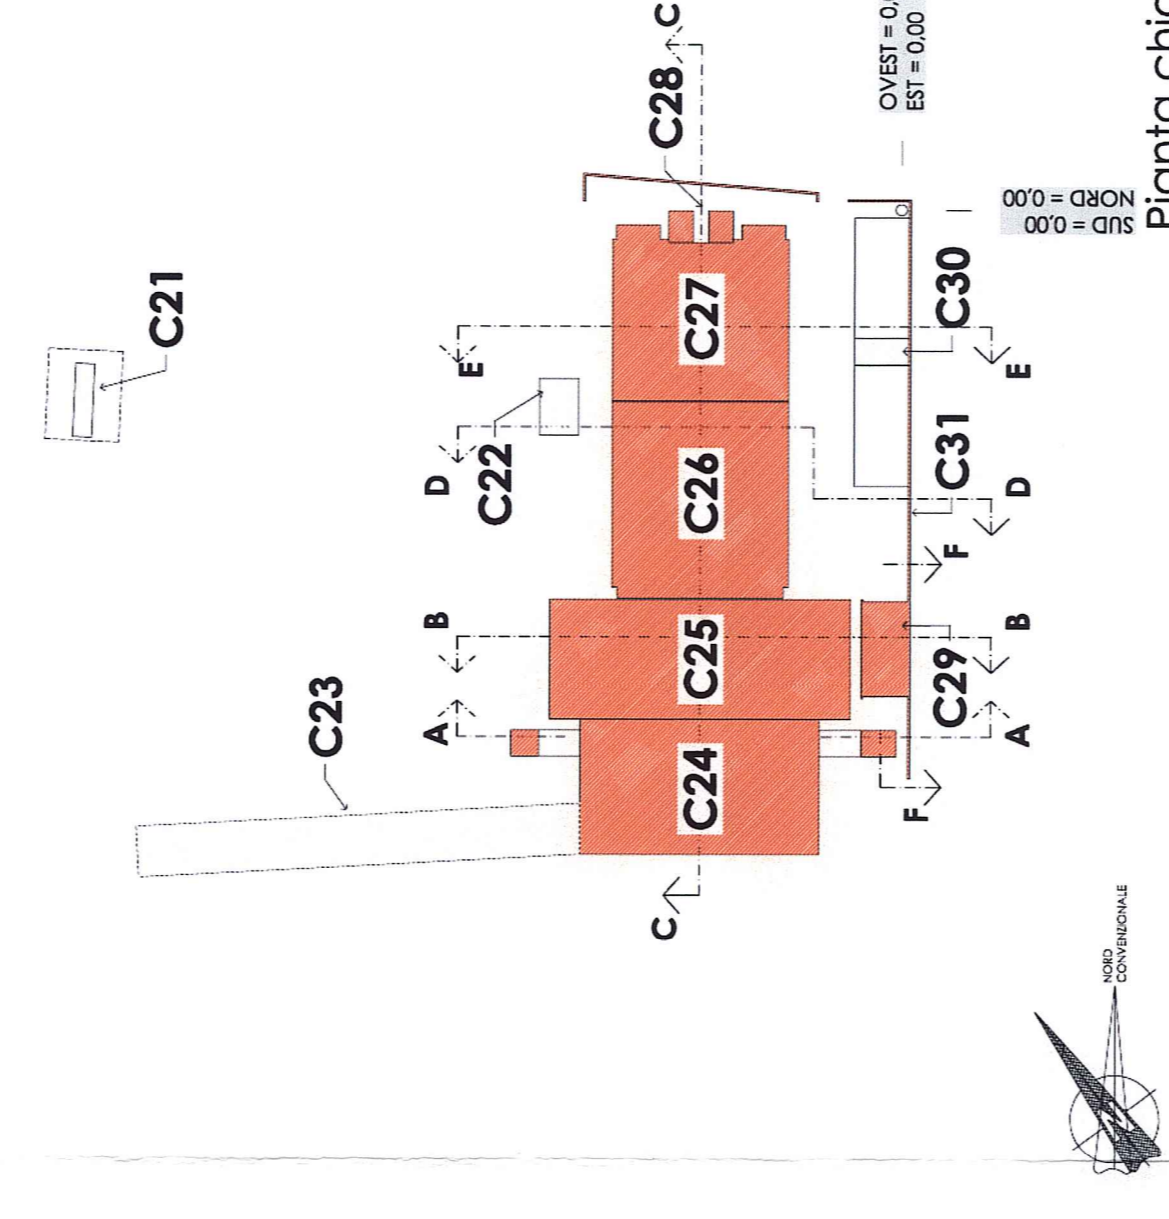 C21
C22
C23
C24
C25
C26
C27
C28
C29
C30
C31
A
A
B
B
C
C
D
D
E
E
F
F
EST = 0,00
SUD = 0,00
NORD = 0,00
NORD
CONVENZIONALE
OVEST = 0,
Pianta